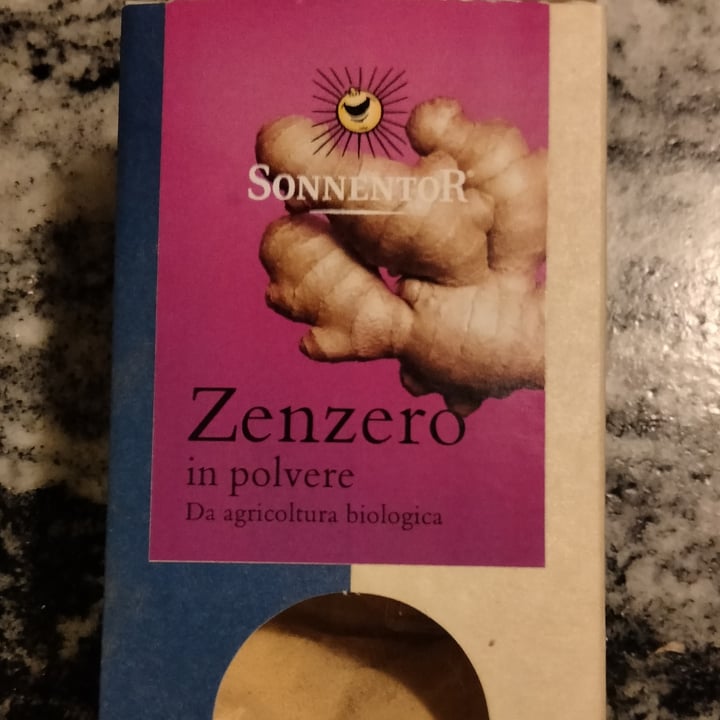 SONNENTOR®
Zenzero
in polvere
Da agricoltura biologica